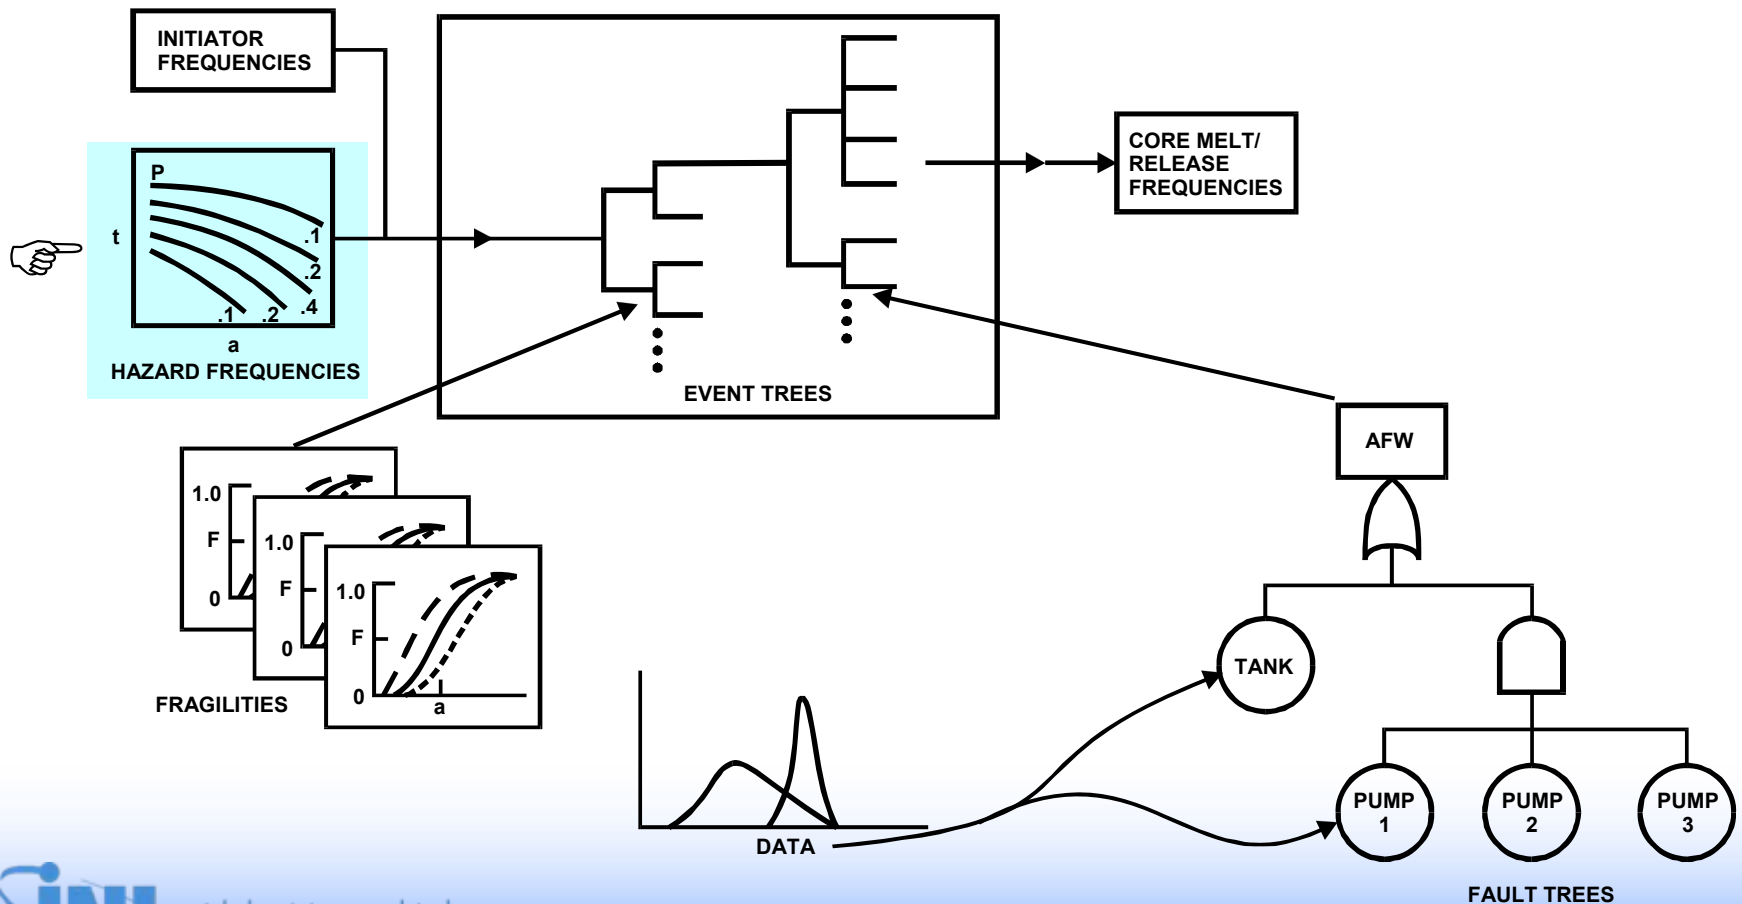 INITIATOR
FREQUENCIES
P
t
.1
.2
.4
.2
.1
a
HAZARD FREQUENCIES
EVENT TREES
CORE MELT/
RELEASE
FREQUENCIES
1.0
F
0
1.0
F
0
1.0
F
0
a
FRAGILITIES
AFW
TANK
PUMP
1
PUMP
2
PUMP
3
DATA
FAULT TREES